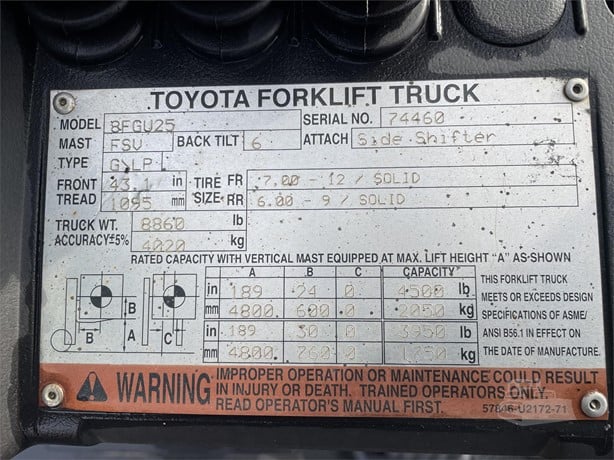 TOYOTA FORKLIFT TRUCK
MODEL 8FGU25 SERIAL NO. 74460
MAST FSV BACK TILT 6 ATTACH Side Shifter
TYPE G/LP
FRONT TREAD 43.1 in TIRE SIZE FR 7.00 - 12 / SOLID
1095 mm RR 6.00 - 9 / SOLID
TRUCK WT. 8860 lb
ACCURACY±5% 4020 kg
RATED CAPACITY WITH VERTICAL MAST EQUIPPED AT MAX. LIFT HEIGHT "A" AS-SHOWN
A B C CAPACITY
in 189 24 0 4500 lb
mm 4800 600 0 2050 kg
in 189 30 0 3950 lb
mm 4800 760 0 1750 kg
B
B A C
THIS FORKLIFT TRUCK
MEETS OR EXCEEDS DESIGN
SPECIFICATIONS OF ASME/
ANSI B56.1 IN EFFECT ON
THE DATE OF MANUFACTURE.
WARNING
IMPROPER OPERATION OR MAINTENANCE COULD RESULT
IN INJURY OR DEATH. TRAINED OPERATORS ONLY.
READ OPERATOR'S MANUAL FIRST.
57846-U2172-71